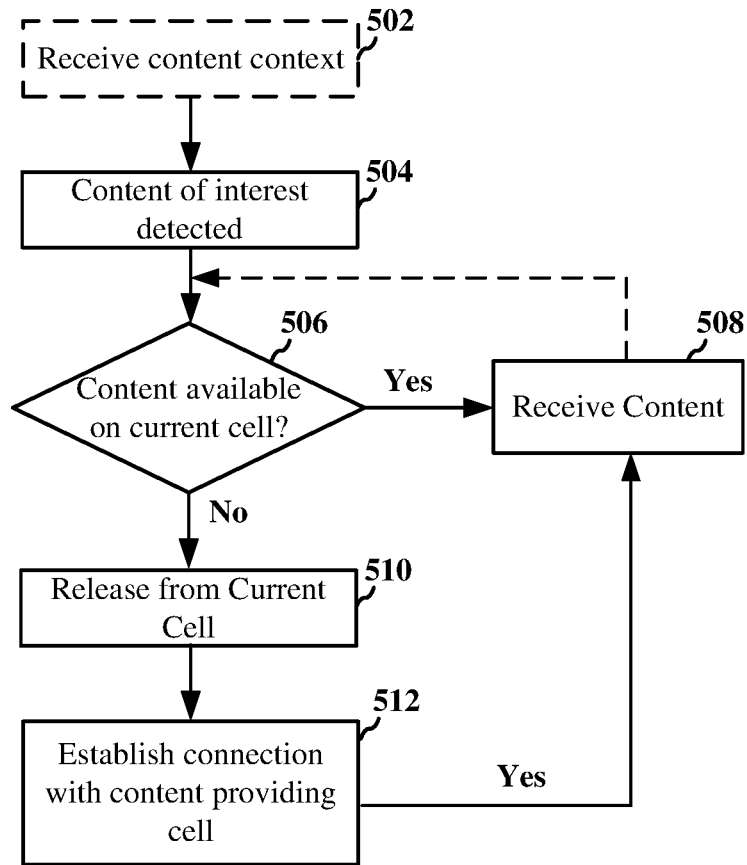 502
Receive content context
504
Content of interest
detected
506
Content available
on current cell?
Yes
508
Receive Content
No
510
Release from Current
Cell
512
Establish connection
with content providing
cell
Yes